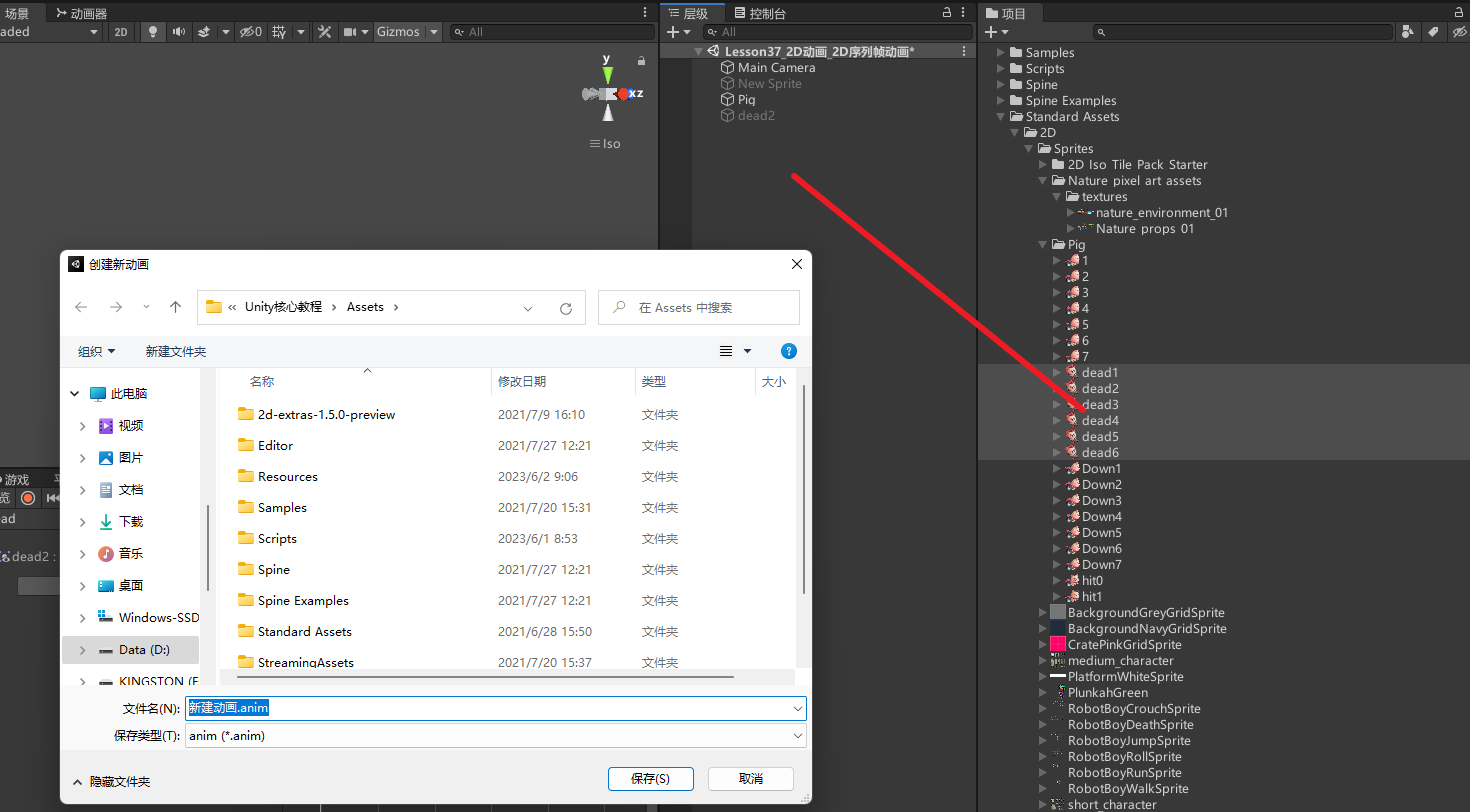 场景
动画器
aded
2D
0
Gizmos
All
y
x z
Iso
层级
控制台
All
Lesson37_2D动画_2D序列帧动画*
Main Camera
New Sprite
Pig
dead2
项目
Samples
Scripts
Spine
Spine Examples
Standard Assets
2D
Sprites
2D Iso Tile Pack Starter
Nature pixel art assets
textures
nature_environment_01
Nature props 01
Pig
1
2
3
4
5
6
7
dead1
dead2
dead3
dead4
dead5
dead6
Down1
Down2
Down3
Down4
Down5
Down6
Down7
hit0
hit1
BackgroundGreyGridSprite
BackgroundNavyGridSprite
CratePinkGridSprite
medium_character
PlatformWhiteSprite
PlunkahGreen
RobotBoyCrouchSprite
RobotBoyDeathSprite
RobotBoyJumpSprite
RobotBoyRollSprite
RobotBoyRunSprite
RobotBoyWalkSprite
short_character
游戏
览
ead
dead2 :
创建新动画
« Unity核心教程 › Assets ›
在 Assets 中搜索
组织
新建文件夹
此电脑
视频
图片
文档
下载
音乐
桌面
Windows-SSD
Data (D:)
KINGSTON (F
名称 修改日期 类型 大小
2d-extras-1.5.0-preview 2021/7/9 16:10 文件夹
Editor 2021/7/27 12:21 文件夹
Resources 2023/6/2 9:06 文件夹
Samples 2021/7/20 15:31 文件夹
Scripts 2023/6/1 8:53 文件夹
Spine 2021/7/27 12:21 文件夹
Spine Examples 2021/7/27 12:21 文件夹
Standard Assets 2021/6/28 15:50 文件夹
StreamingAssets 2021/7/20 15:37 文件夹
文件名(N): 新建动画.anim
保存类型(T): anim (*.anim)
隐藏文件夹
保存(S)
取消